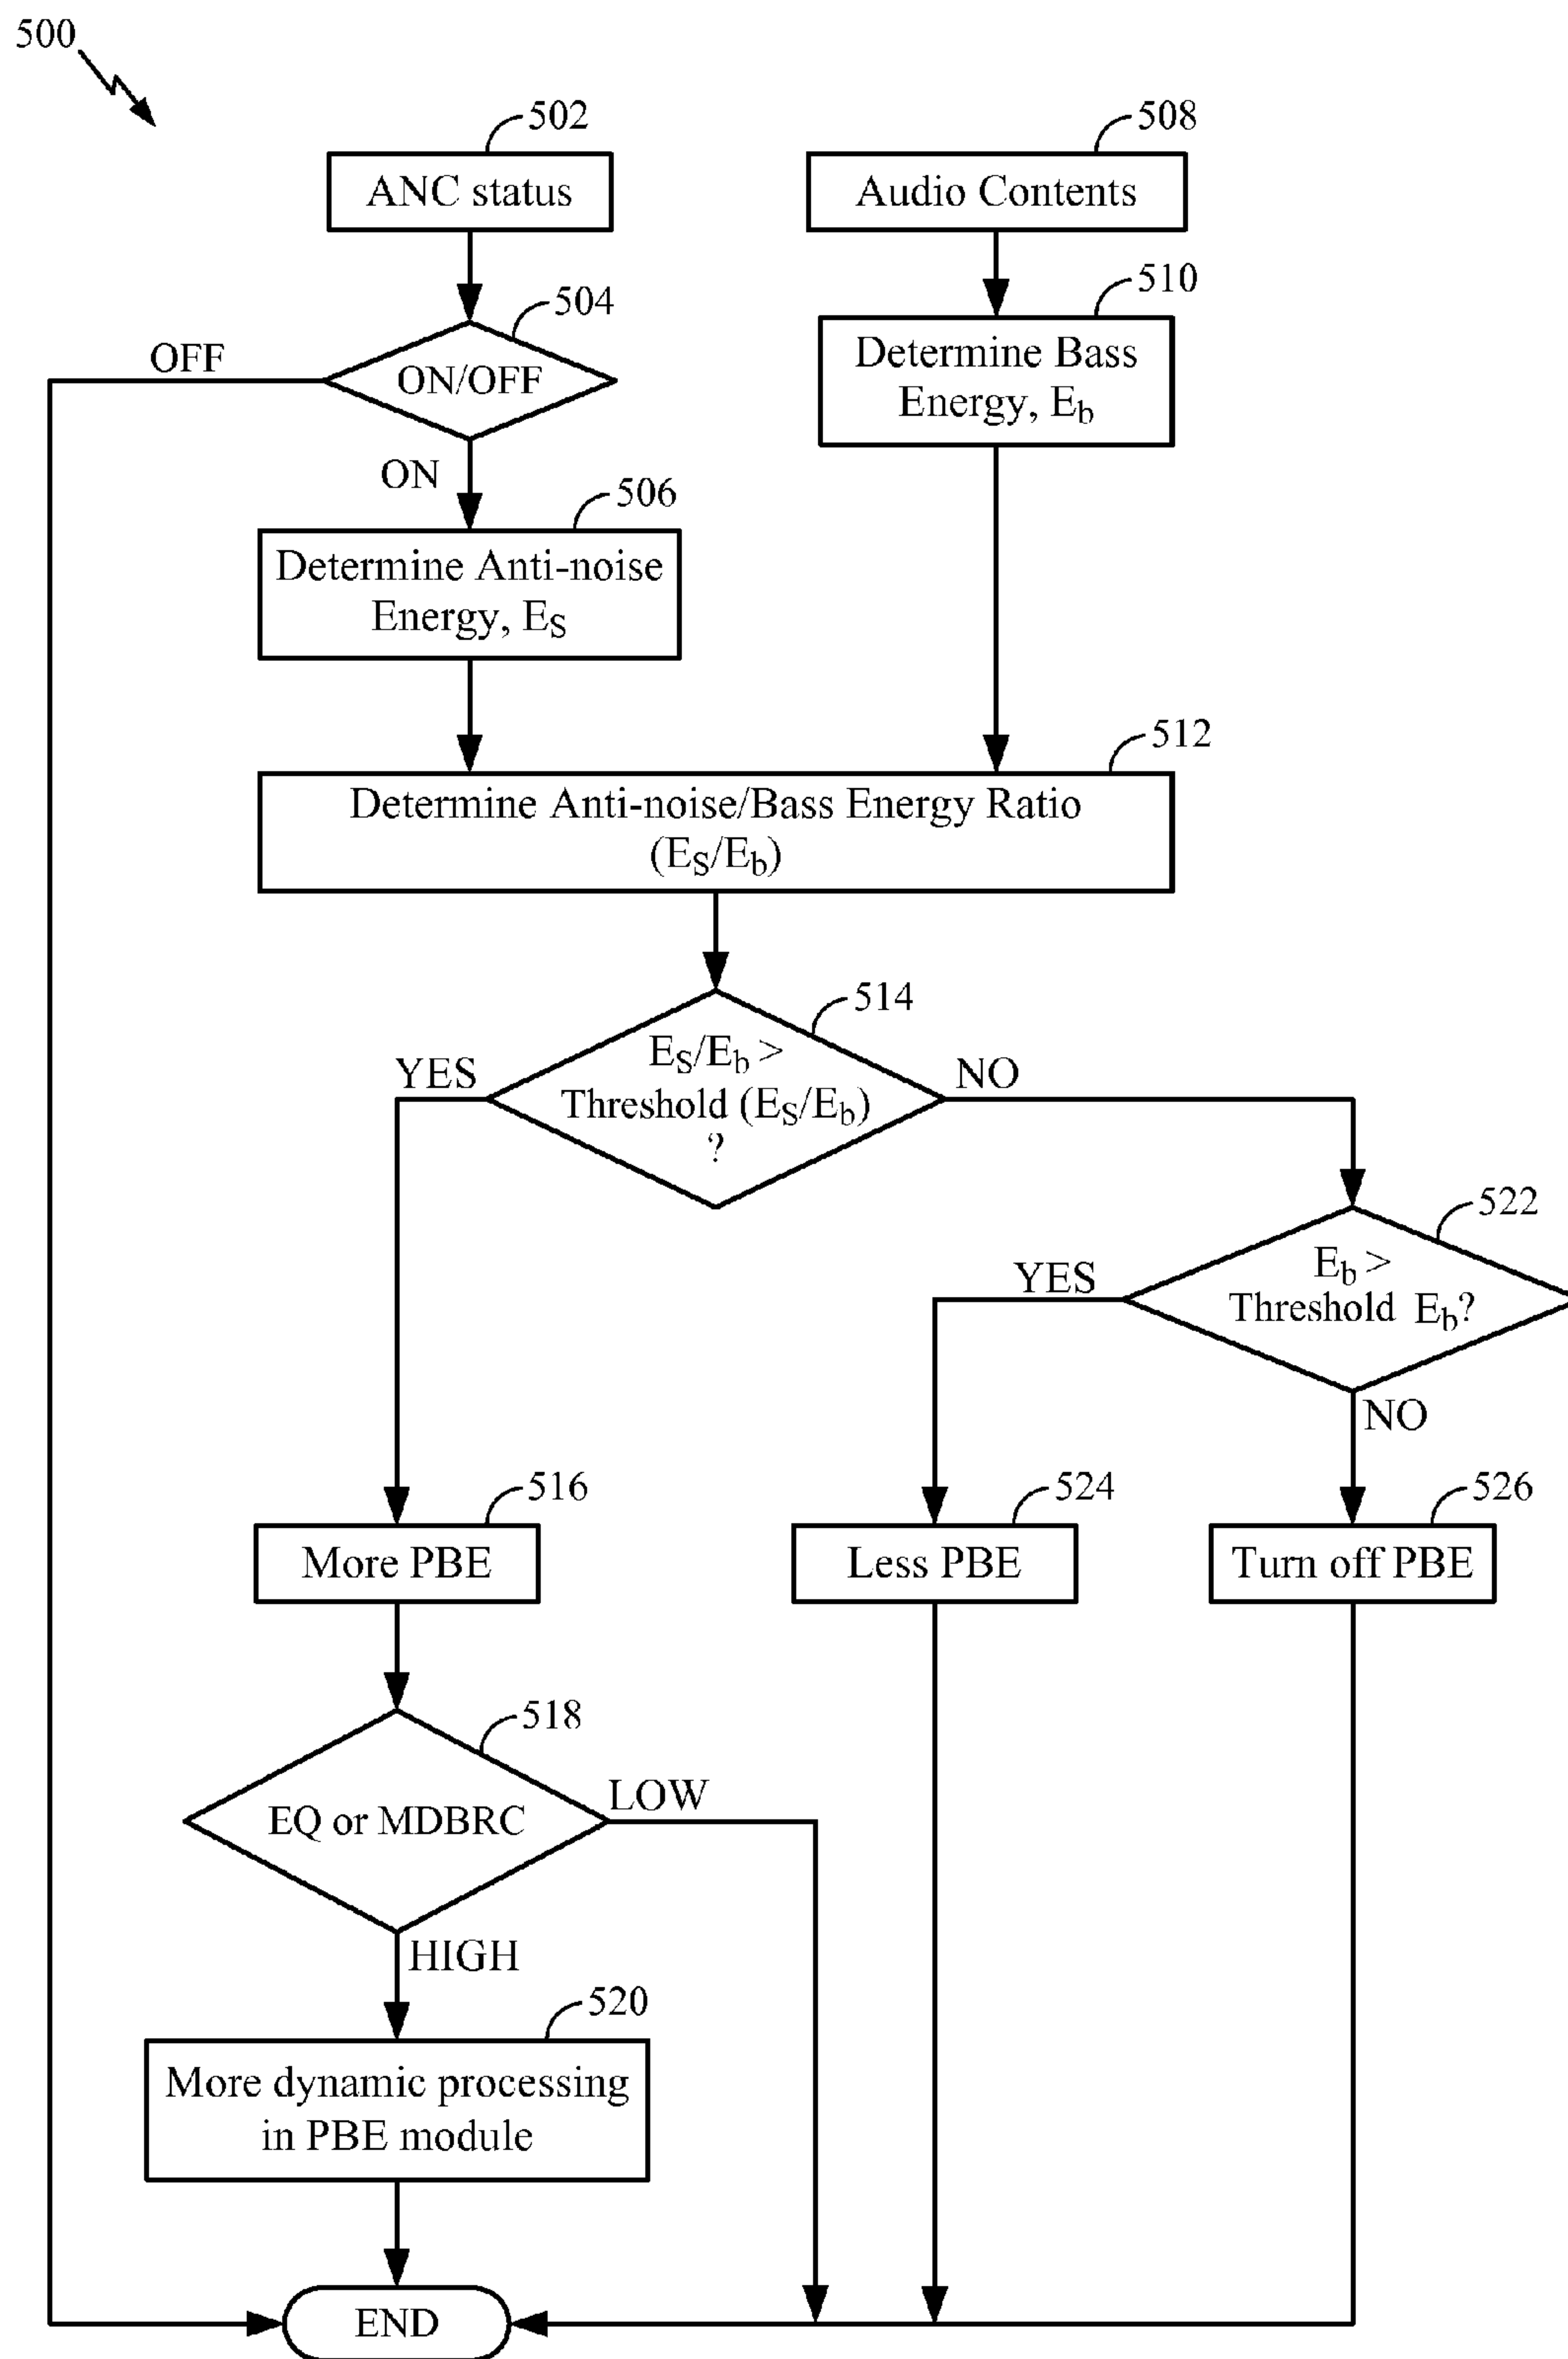 500
502
508
ANC status
Audio Contents
510
504
OFF
ON/OFF
Determine Bass
Energy, Eb
ON
506
Determine Anti-noise
Energy, ES
512
Determine Anti-noise/Bass Energy Ratio
(ES/Eb)
514
ES/Eb >
Threshold (ES/Eb)
?
YES
NO
522
Eb >
Threshold Eb?
YES
NO
516
524
526
More PBE
Less PBE
Turn off PBE
518
EQ or MDBRC
LOW
HIGH
520
More dynamic processing
in PBE module
END